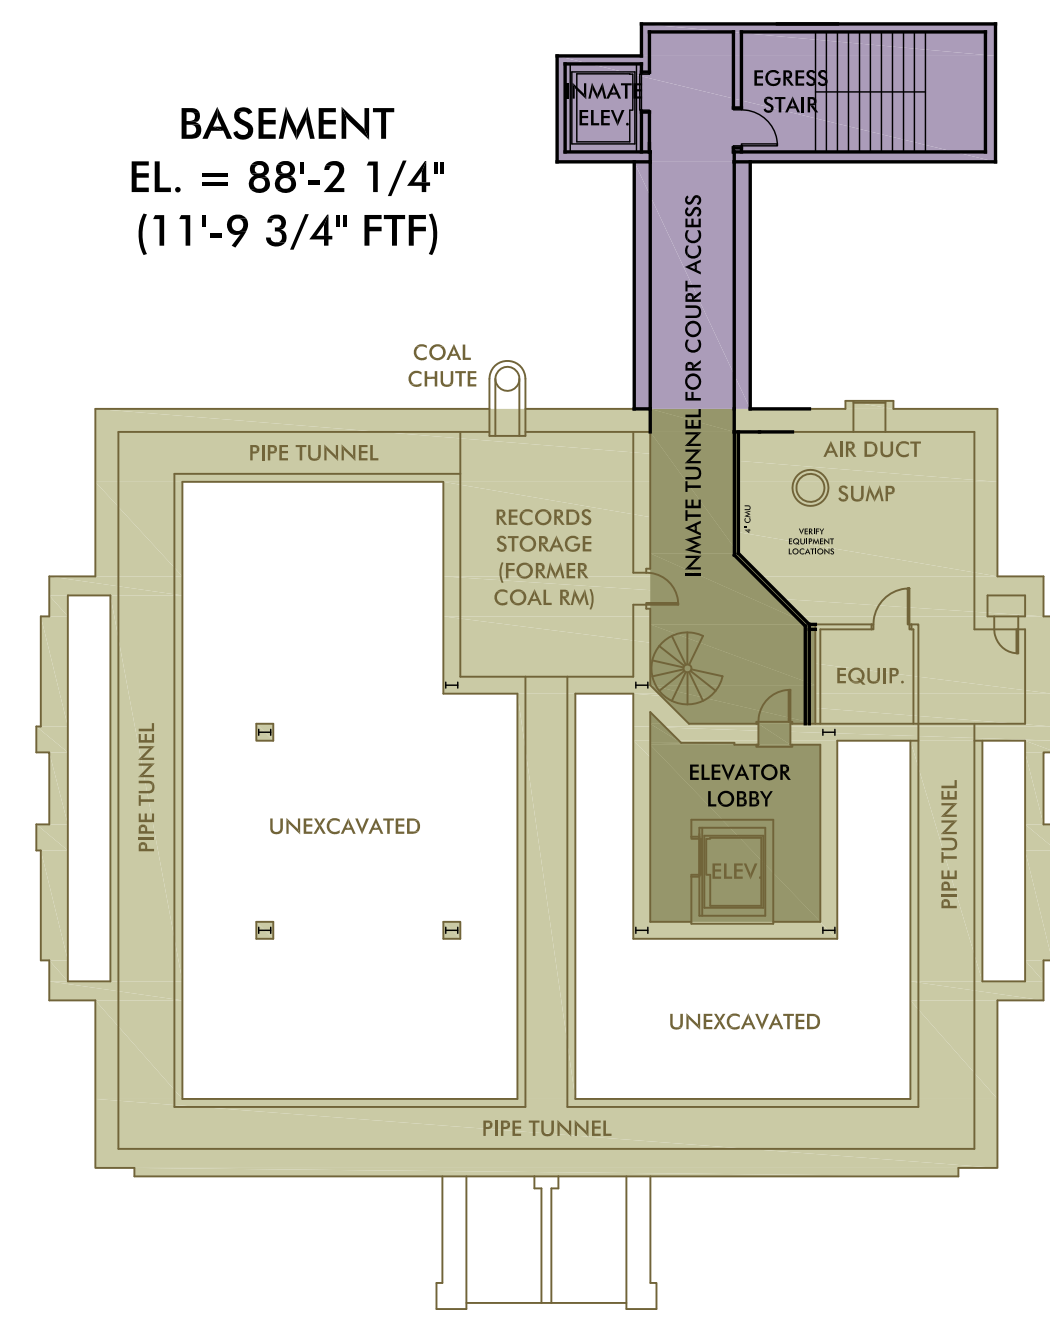 BASEMENT
EL. = 88'-2 1/4"
(11'-9 3/4" FTF)
INMATE
ELEV.
EGRESS
STAIR
INMATE TUNNEL FOR COURT ACCESS
COAL
CHUTE
PIPE TUNNEL
RECORDS
STORAGE
(FORMER
COAL RM)
AIR DUCT
SUMP
4" CMU
VERIFY
EQUIPMENT
LOCATIONS
EQUIP.
PIPE TUNNEL
UNEXCAVATED
ELEVATOR
LOBBY
ELEV.
PIPE TUNNEL
UNEXCAVATED
PIPE TUNNEL